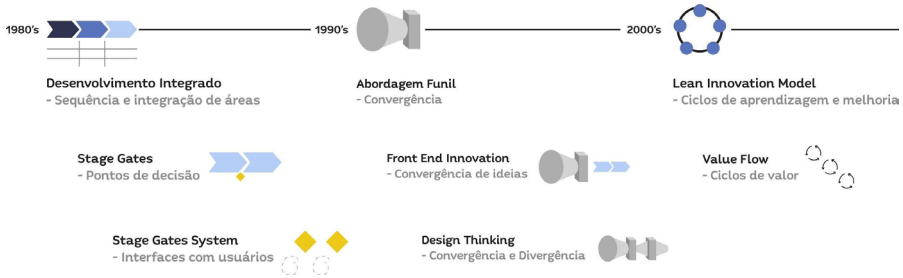 1980's
1990's
2000's
Desenvolvimento Integrado
- Sequência e integração de áreas
Abordagem Funil
- Convergência
Lean Innovation Model
- Ciclos de aprendizagem e melhoria
Stage Gates
- Pontos de decisão
Front End Innovation
- Convergência de ideias
Value Flow
- Ciclos de valor
Stage Gates System
- Interfaces com usuários
Design Thinking
- Convergência e Divergência